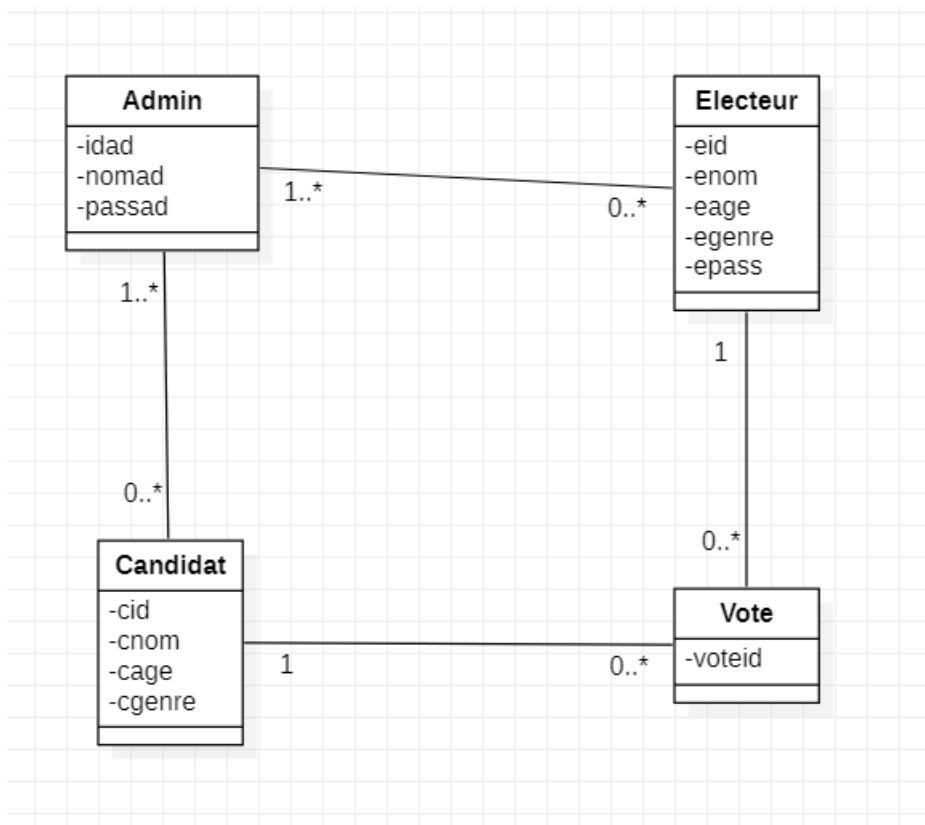 Admin
-idad
-nomad
-passad
1..*
0..*
Electeur
-eid
-enom
-eage
-egenre
-epass
1..*
0..*
1
0..*
Candidat
-cid
-cnom
-cage
-cgenre
1
0..*
Vote
-voteid